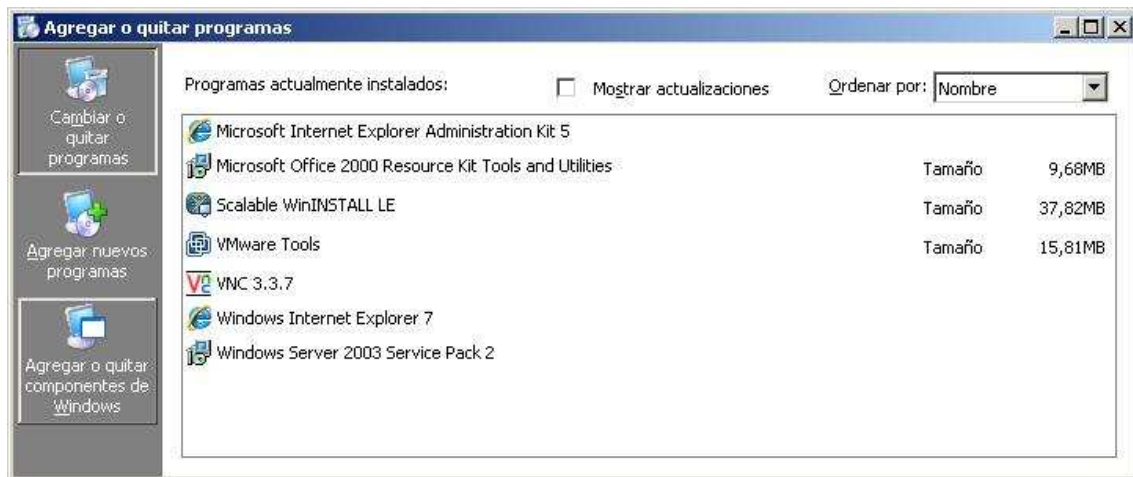 Agregar o quitar programas
Cambiar o
quitar
programas
Agregar nuevos
programas
Agregar o quitar
componentes de
Windows
Programas actualmente instalados:
Mostrar actualizaciones
Ordenar por: Nombre
Microsoft Internet Explorer Administration Kit 5
Microsoft Office 2000 Resource Kit Tools and Utilities Tamaño 9,68MB
Scalable WinINSTALL LE Tamaño 37,82MB
VMware Tools Tamaño 15,81MB
VNC 3.3.7
Windows Internet Explorer 7
Windows Server 2003 Service Pack 2